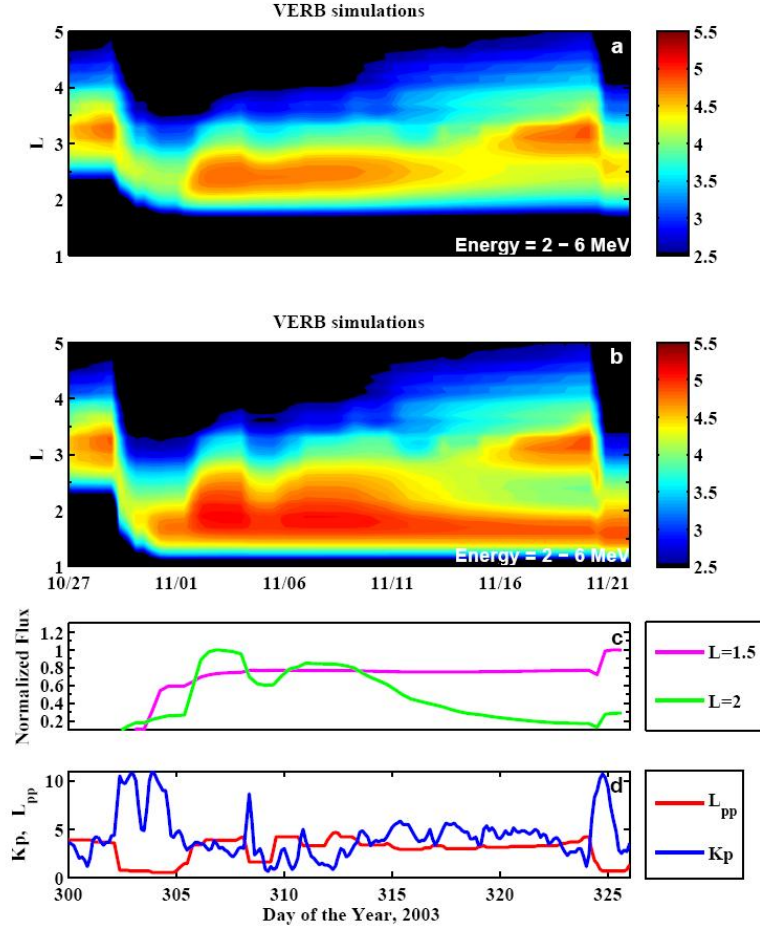 VERB simulations
5
4
3
2
1
L
a
Energy = 2 − 6 MeV
5.5
5
4.5
4
3.5
3
2.5
VERB simulations
5
4
3
2
1
L
b
Energy = 2 − 6 MeV
5.5
5
4.5
4
3.5
3
2.5
10/27 11/01 11/06 11/11 11/16 11/21
Normalized Flux
1.2
1
0.8
0.6
0.4
0.2
c
L=1.5
L=2
Kp, Lpp
10
5
0
d
Lpp
Kp
300 305 310 315 320 325
Day of the Year, 2003